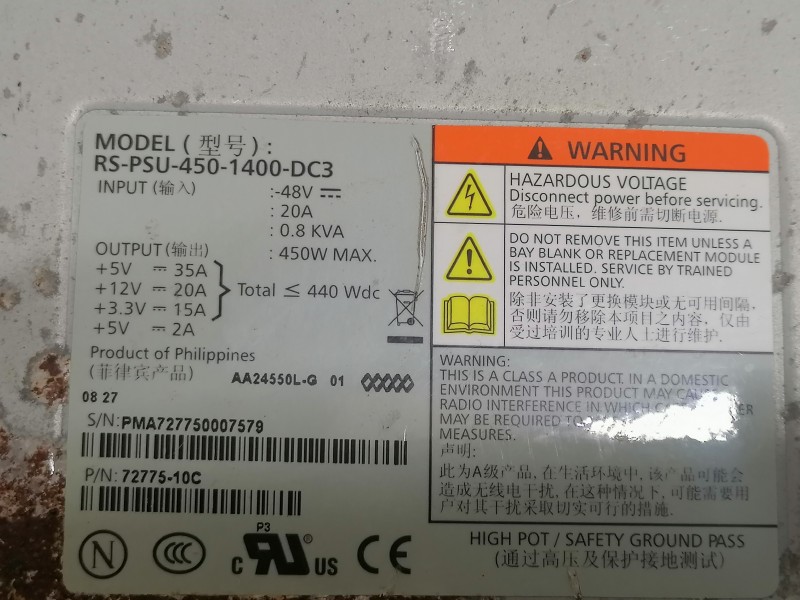 MODEL (型号):
RS-PSU-450-1400-DC3
INPUT (输入) :-48V ⎓
: 20A
: 0.8 KVA
OUTPUT (输出) : 450W MAX.
+5V ⎓ 35A
+12V ⎓ 20A
+3.3V ⎓ 15A
Total ≤ 440 Wdc
+5V ⎓ 2A
Product of Philippines
(菲律宾产品)
AA24550L-G 01
08 27
S/N: PMA727750007579
P/N: 72775-10C
N
CCC
P3
c RU US
CE
WARNING
HAZARDOUS VOLTAGE
Disconnect power before servicing.
危险电压, 维修前需切断电源.
DO NOT REMOVE THIS ITEM UNLESS A
BAY BLANK OR REPLACEMENT MODULE
IS INSTALLED. SERVICE BY TRAINED
PERSONNEL ONLY.
除非安装了更换模块或无可用间隔,
否则请勿移除本项目之内容, 仅由
受过培训的专业人士进行维护.
WARNING:
THIS IS A CLASS A PRODUCT. IN A DOMESTIC
ENVIRONMENT THIS PRODUCT MAY CAUSE
RADIO INTERFERENCE IN WHICH CA
MEASURES.
声明:
此为A级产品, 在生活环境中, 该产品可能会
造成无线电干扰, 在这种情况下, 可能需要用
户对其干扰采取切实可行的措施.
HIGH POT / SAFETY GROUND PASS
(通过高压及保护接地测试)